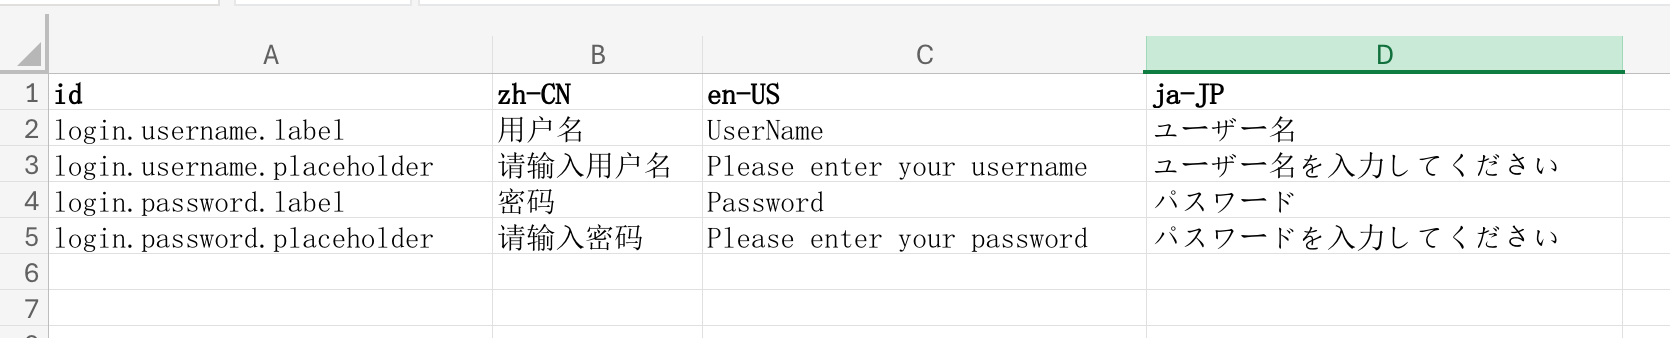 A B C D
1 id zh-CN en-US ja-JP
2 login.username.label 用户名 UserName ユーザー名
3 login.username.placeholder 请输入用户名 Please enter your username ユーザー名を入力してください
4 login.password.label 密码 Password パスワード
5 login.password.placeholder 请输入密码 Please enter your password パスワードを入力してください
6
7